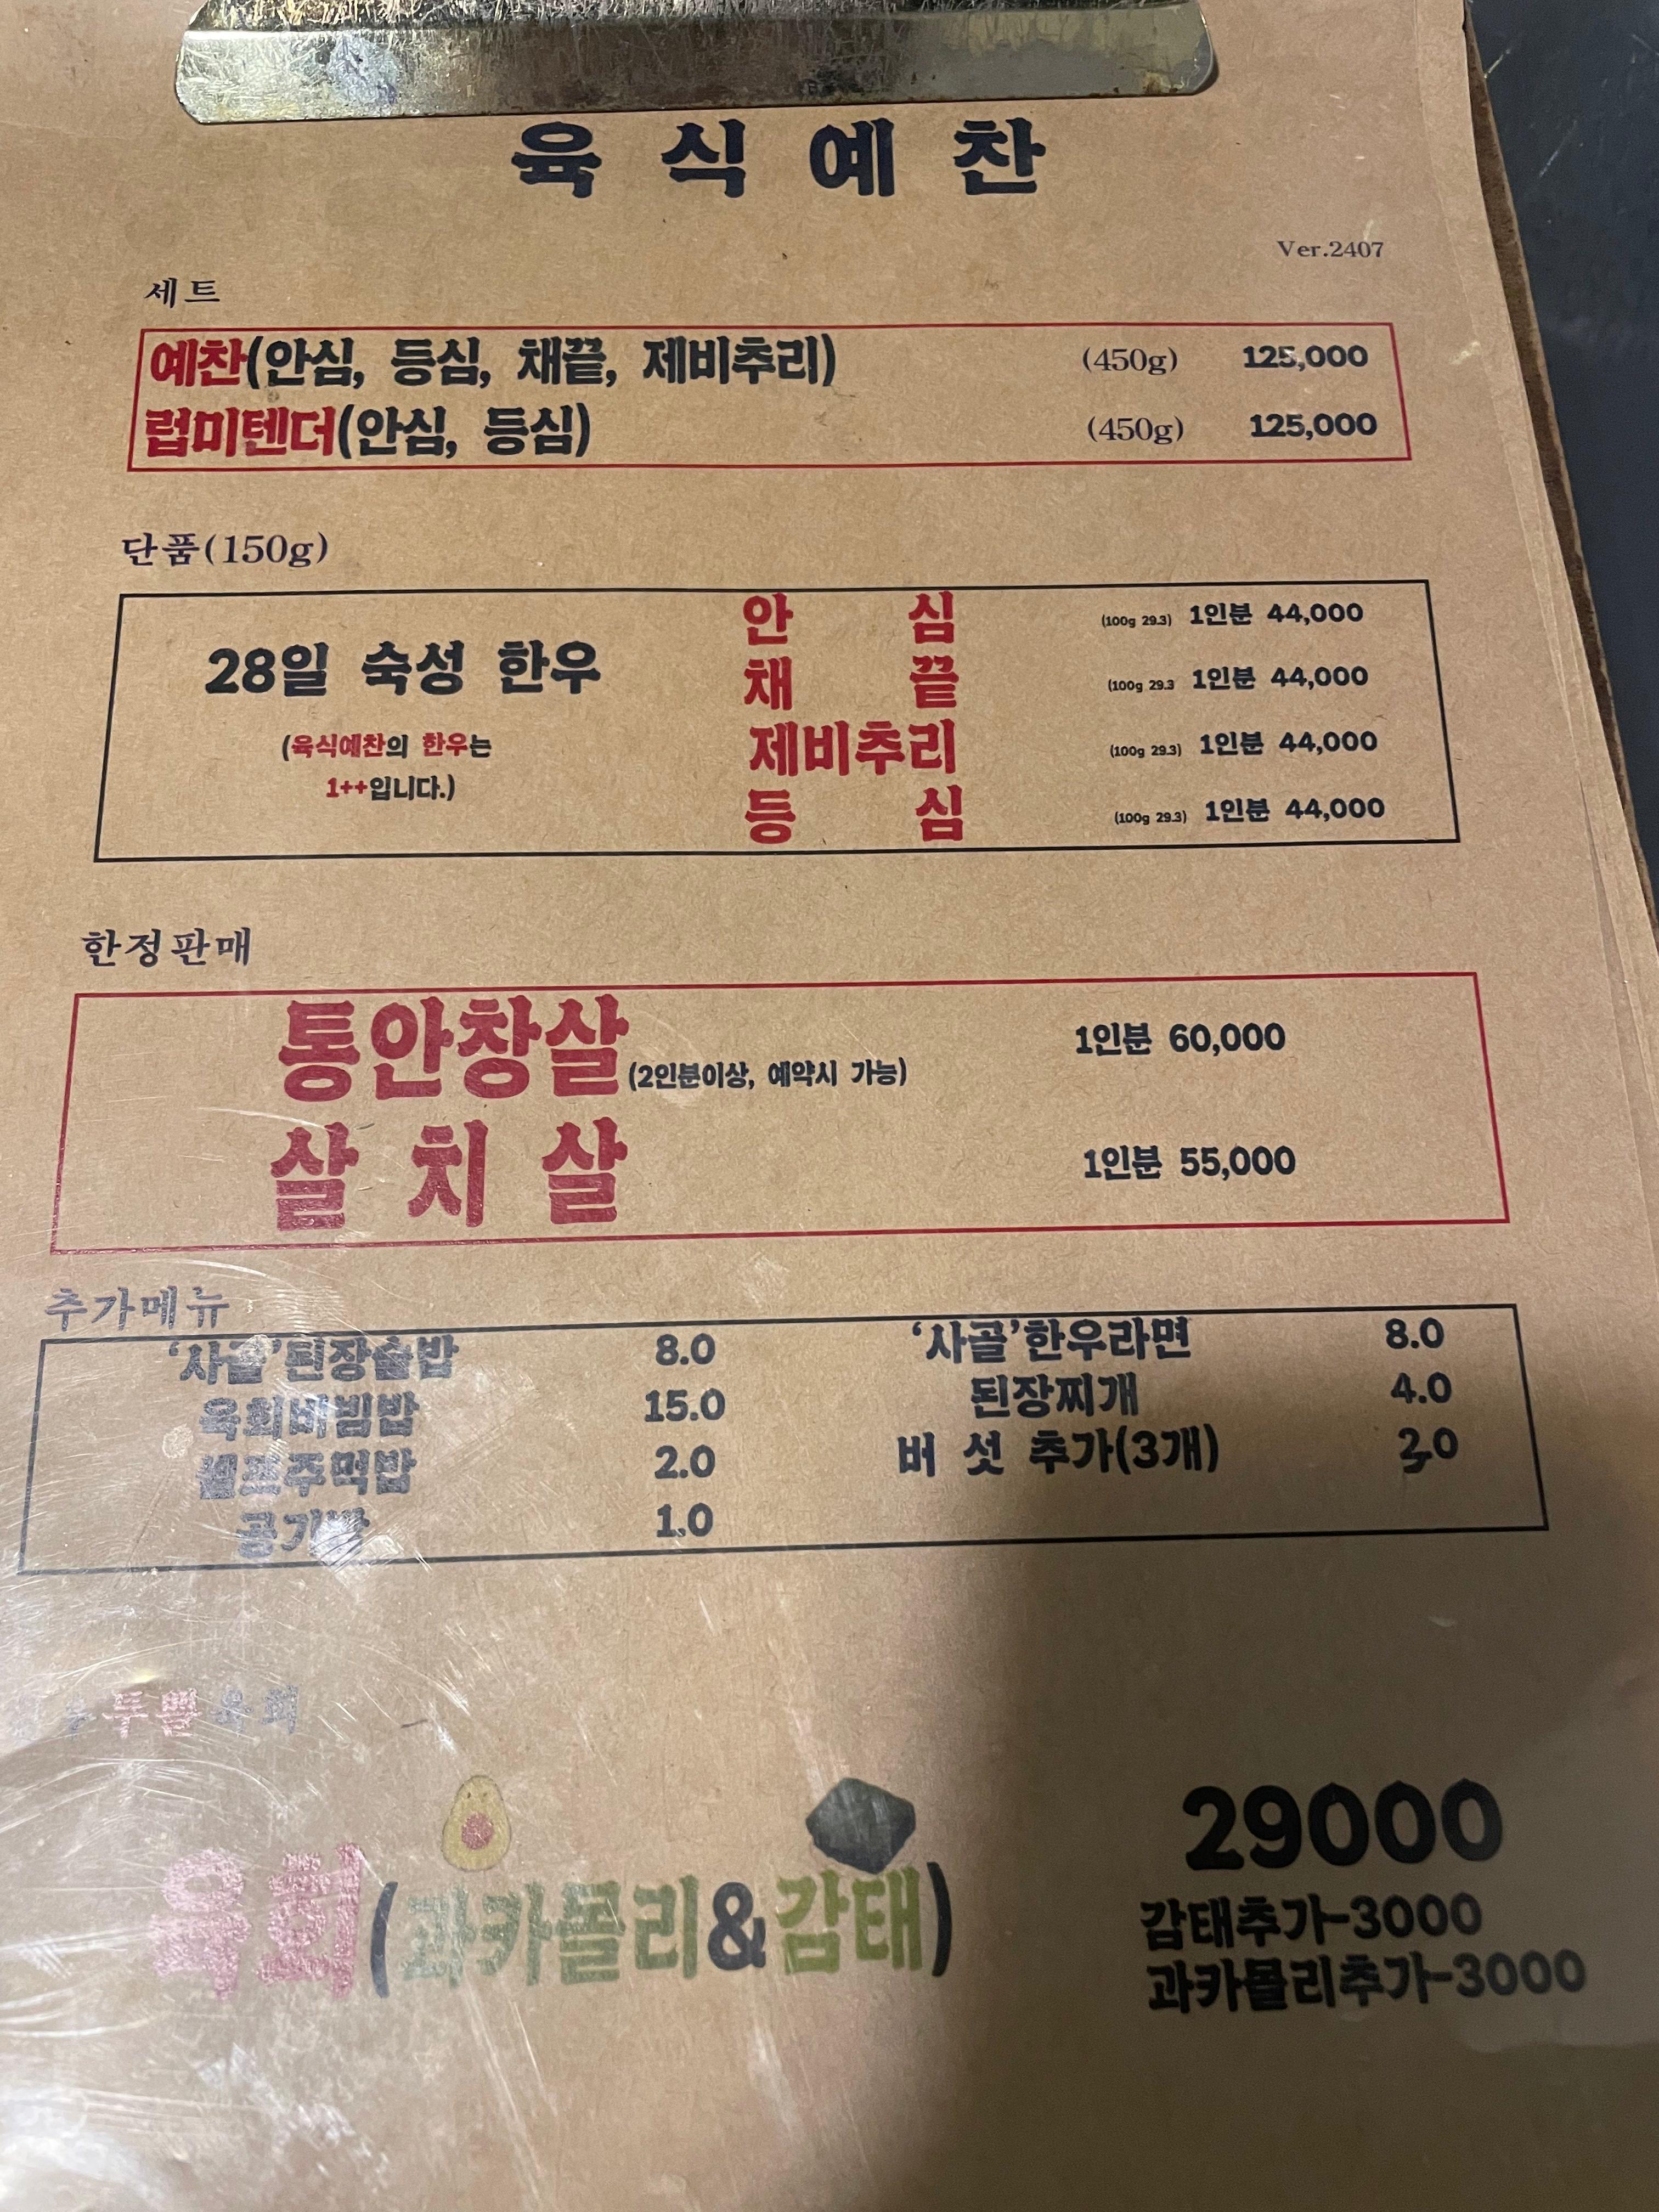 육식예찬
Ver.2407
세트
예찬(안심, 등심, 채끝, 제비추리) (450g) 125,000
럽미텐더(안심, 등심) (450g) 125,000
단품(150g)
28일 숙성 한우
(육식예찬의 한우는
1++입니다.)
안심 (100g 29.3) 1인분 44,000
채끝 (100g 29.3 1인분 44,000
제비추리 (100g 29.3) 1인분 44,000
등심 (100g 29.3) 1인분 44,000
한정판매
통안창살(2인분이상, 예약시 가능) 1인분 60,000
살치살 1인분 55,000
추가메뉴
'사골'된장술밥 8.0 '사골'한우라면 8.0
육회비빔밥 15.0 된장찌개 4.0
셀프주먹밥 2.0 버섯 추가(3개) 2.0
공기밥 1.0
육회
육회(과카몰리&감태) 29000
감태추가-3000
과카몰리추가-3000